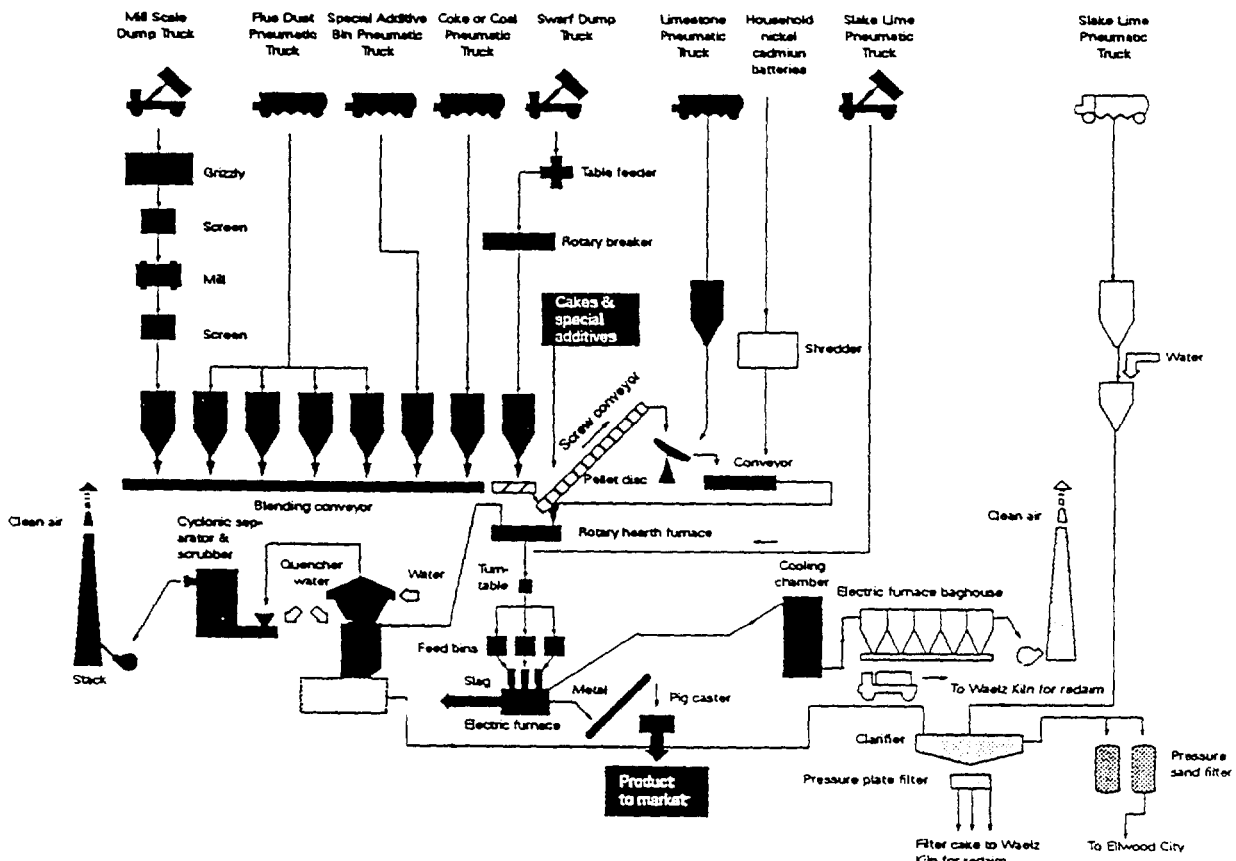 Mill Scale
Dump Truck
Flue Dust
Pneumatic
Truck
Special Additive
Bin Pneumatic
Truck
Coke or Coal
Pneumatic
Truck
Swarf Dump
Truck
Limestone
Pneumatic
Truck
Household
nickel
cadmiun
batteries
Slake Lime
Pneumatic
Truck
Slake Lime
Pneumatic
Truck
Grizzly
Table feeder
Screen
Rotary breaker
Mill
Cakes &
special
additives
Screen
Shredder
Water
Screw conveyor
Pellet disc
Conveyor
Blending conveyor
Clean air
Cyclonic sep-
arator &
scrubber
Rotary hearth furnace
Clean air
Quencher
water
Water
Turn-
table
Cooling
chamber
Electric furnace baghouse
Feed bins
Stack
Slag
Metal
Pig caster
To Waelz Kiln for redaim
Electric furnace
Clarifier
Product
to market
Pressure plate filter
Pressure
sand filter
Filter cake to Waelz
Kiln for redaim
To Ellwood City